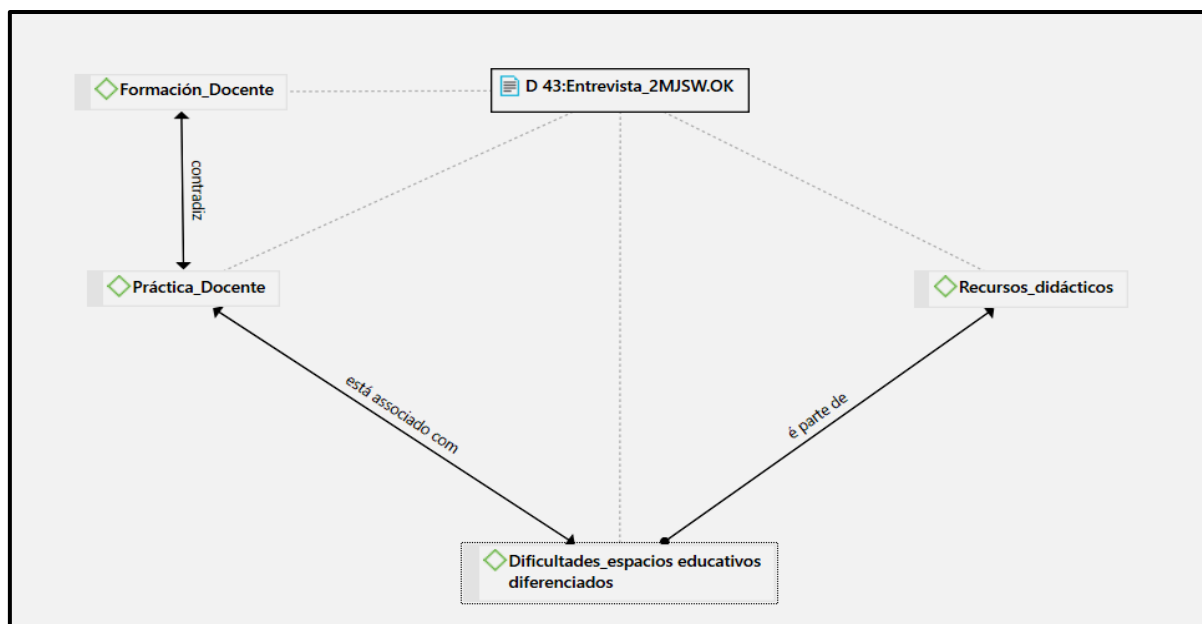 Formación_Docente
D 43:Entrevista_2MJSW.OK
contradiz
Práctica_Docente
Recursos_didácticos
está associado com
é parte de
Dificultades_espacios educativos
diferenciados